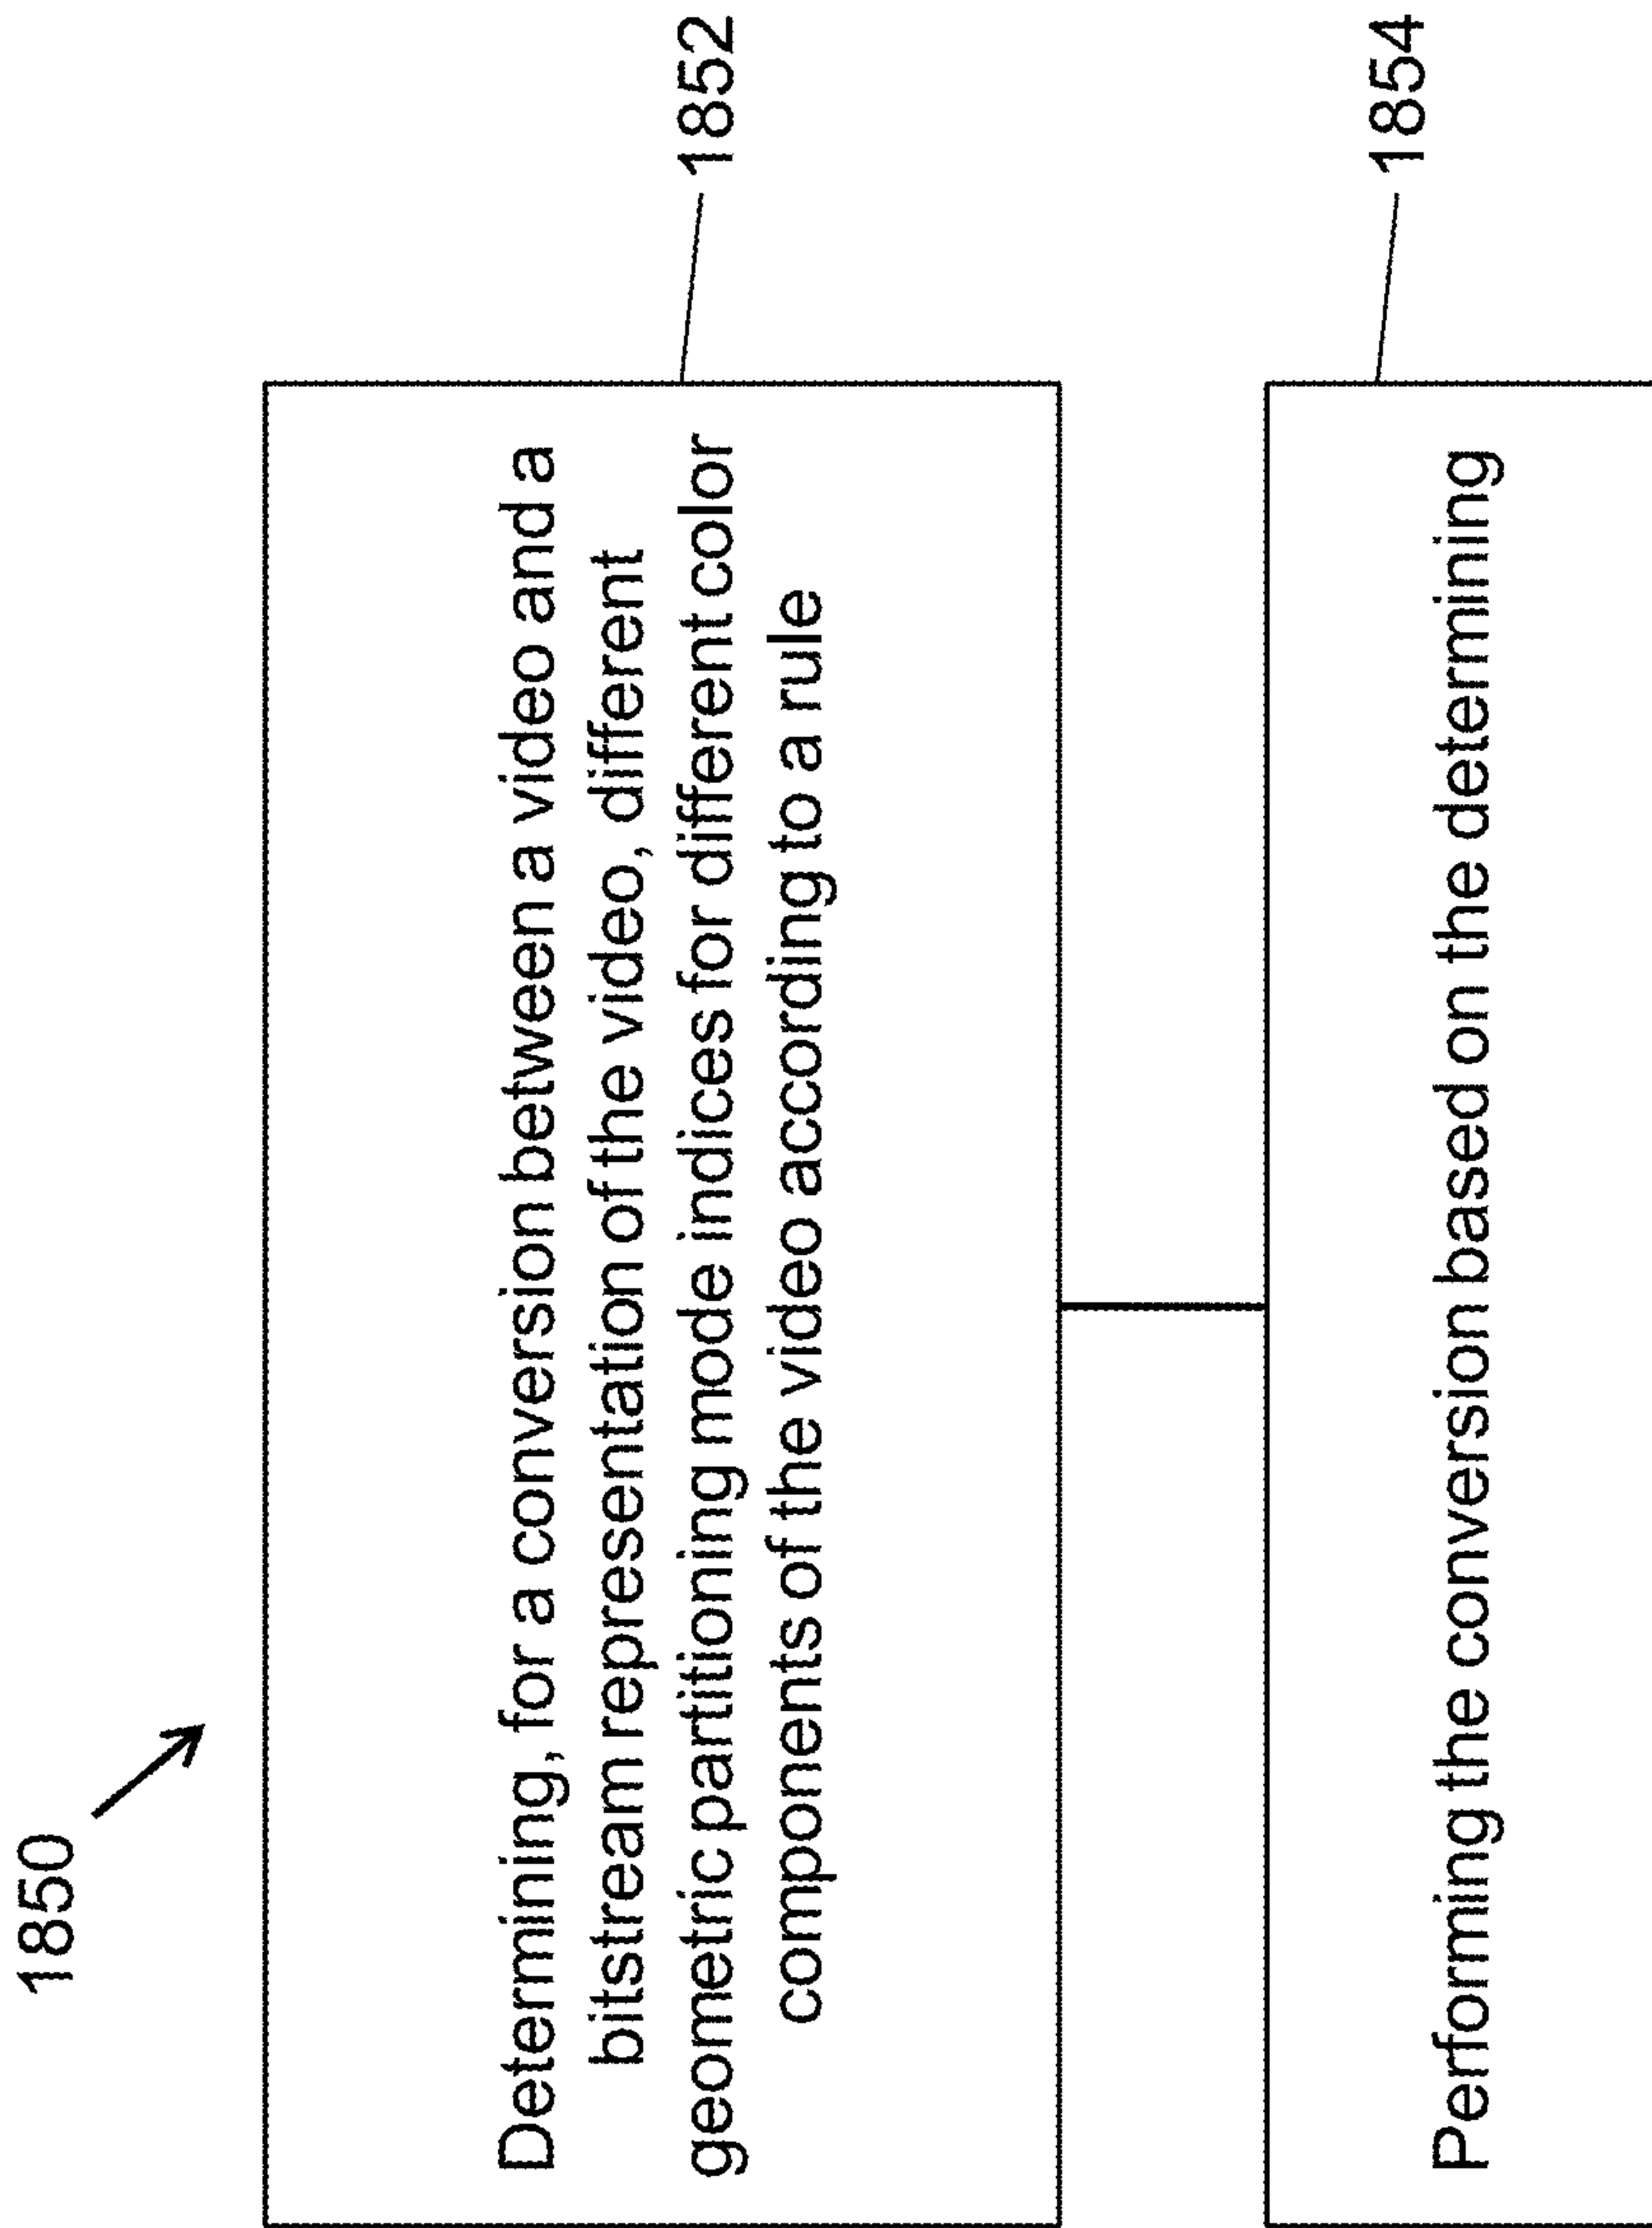 1850
Determining, for a conversion between a video and a
bitstream representation of the video, different
geometric partitioning mode indices for different color
components of the video according to a rule
1852
Performing the conversion based on the determining
1854